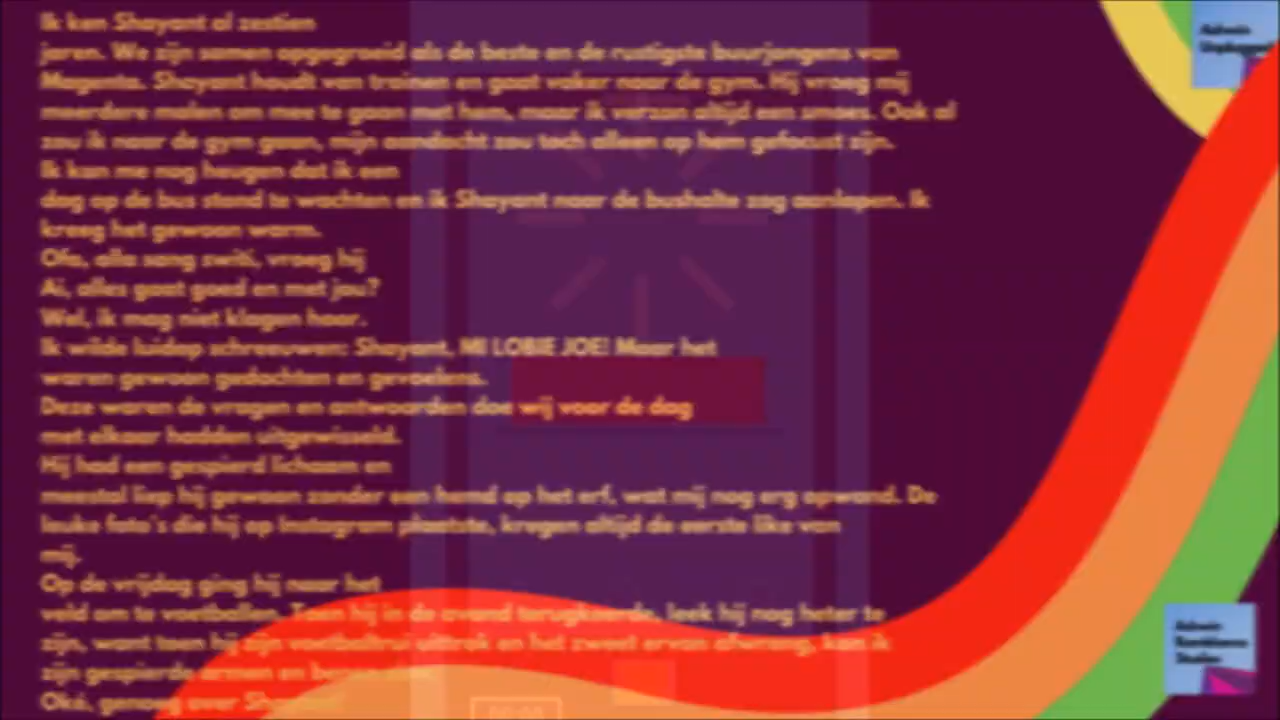 Ik ken Shayant al zestien
jaren. We zijn samen opgegroeid als de beste en de rustigste buurjongens van
Magenta. Shayant houdt van trainen en gaat vaker naar de gym. Hij vroeg mij
meerdere malen om mee te gaan met hem, maar ik verzon altijd een smoes. Ook al
zou ik naar de gym gaan, mijn aandacht zou toch alleen op hem gefocust zijn.
Ik kan me nog heugen dat ik een
dag op de bus stond te wachten en ik Shayant naar de bushalte zag aanlopen. Ik
kreeg het gewoon warm.
Ofa, alla sang switi, vroeg hij
Ai, alles gaat goed en met jou?
Wel, ik mag niet klagen hoor.
Ik wilde luidop schreeuwen: Shayant, MI LOBIE JOE! Maar het
waren gewoon gedachten en gevoelens.
Deze waren de vragen en antwoorden doe wij voor de dag
met elkaar hadden uitgewisseld.
Hij had een gespierd lichaam en
meestal liep hij gewoon zonder een hemd op het erf, wat mij nog erg opwond. De
leuke foto's die hij op Instagram plaatste, kregen altijd de eerste like van
mij.
Op de vrijdag ging hij naar het
veld om te voetballen. Toen hij in de avond terugkeerde, leek hij nog heter te
zijn, want toen hij zijn voetbaltrui uittrok en het zweet ervan afwrong, kon ik
zijn gespierde armen en
Oké, genoeg over Shayant!
Adwin
Unplugged
Adwin
Studios